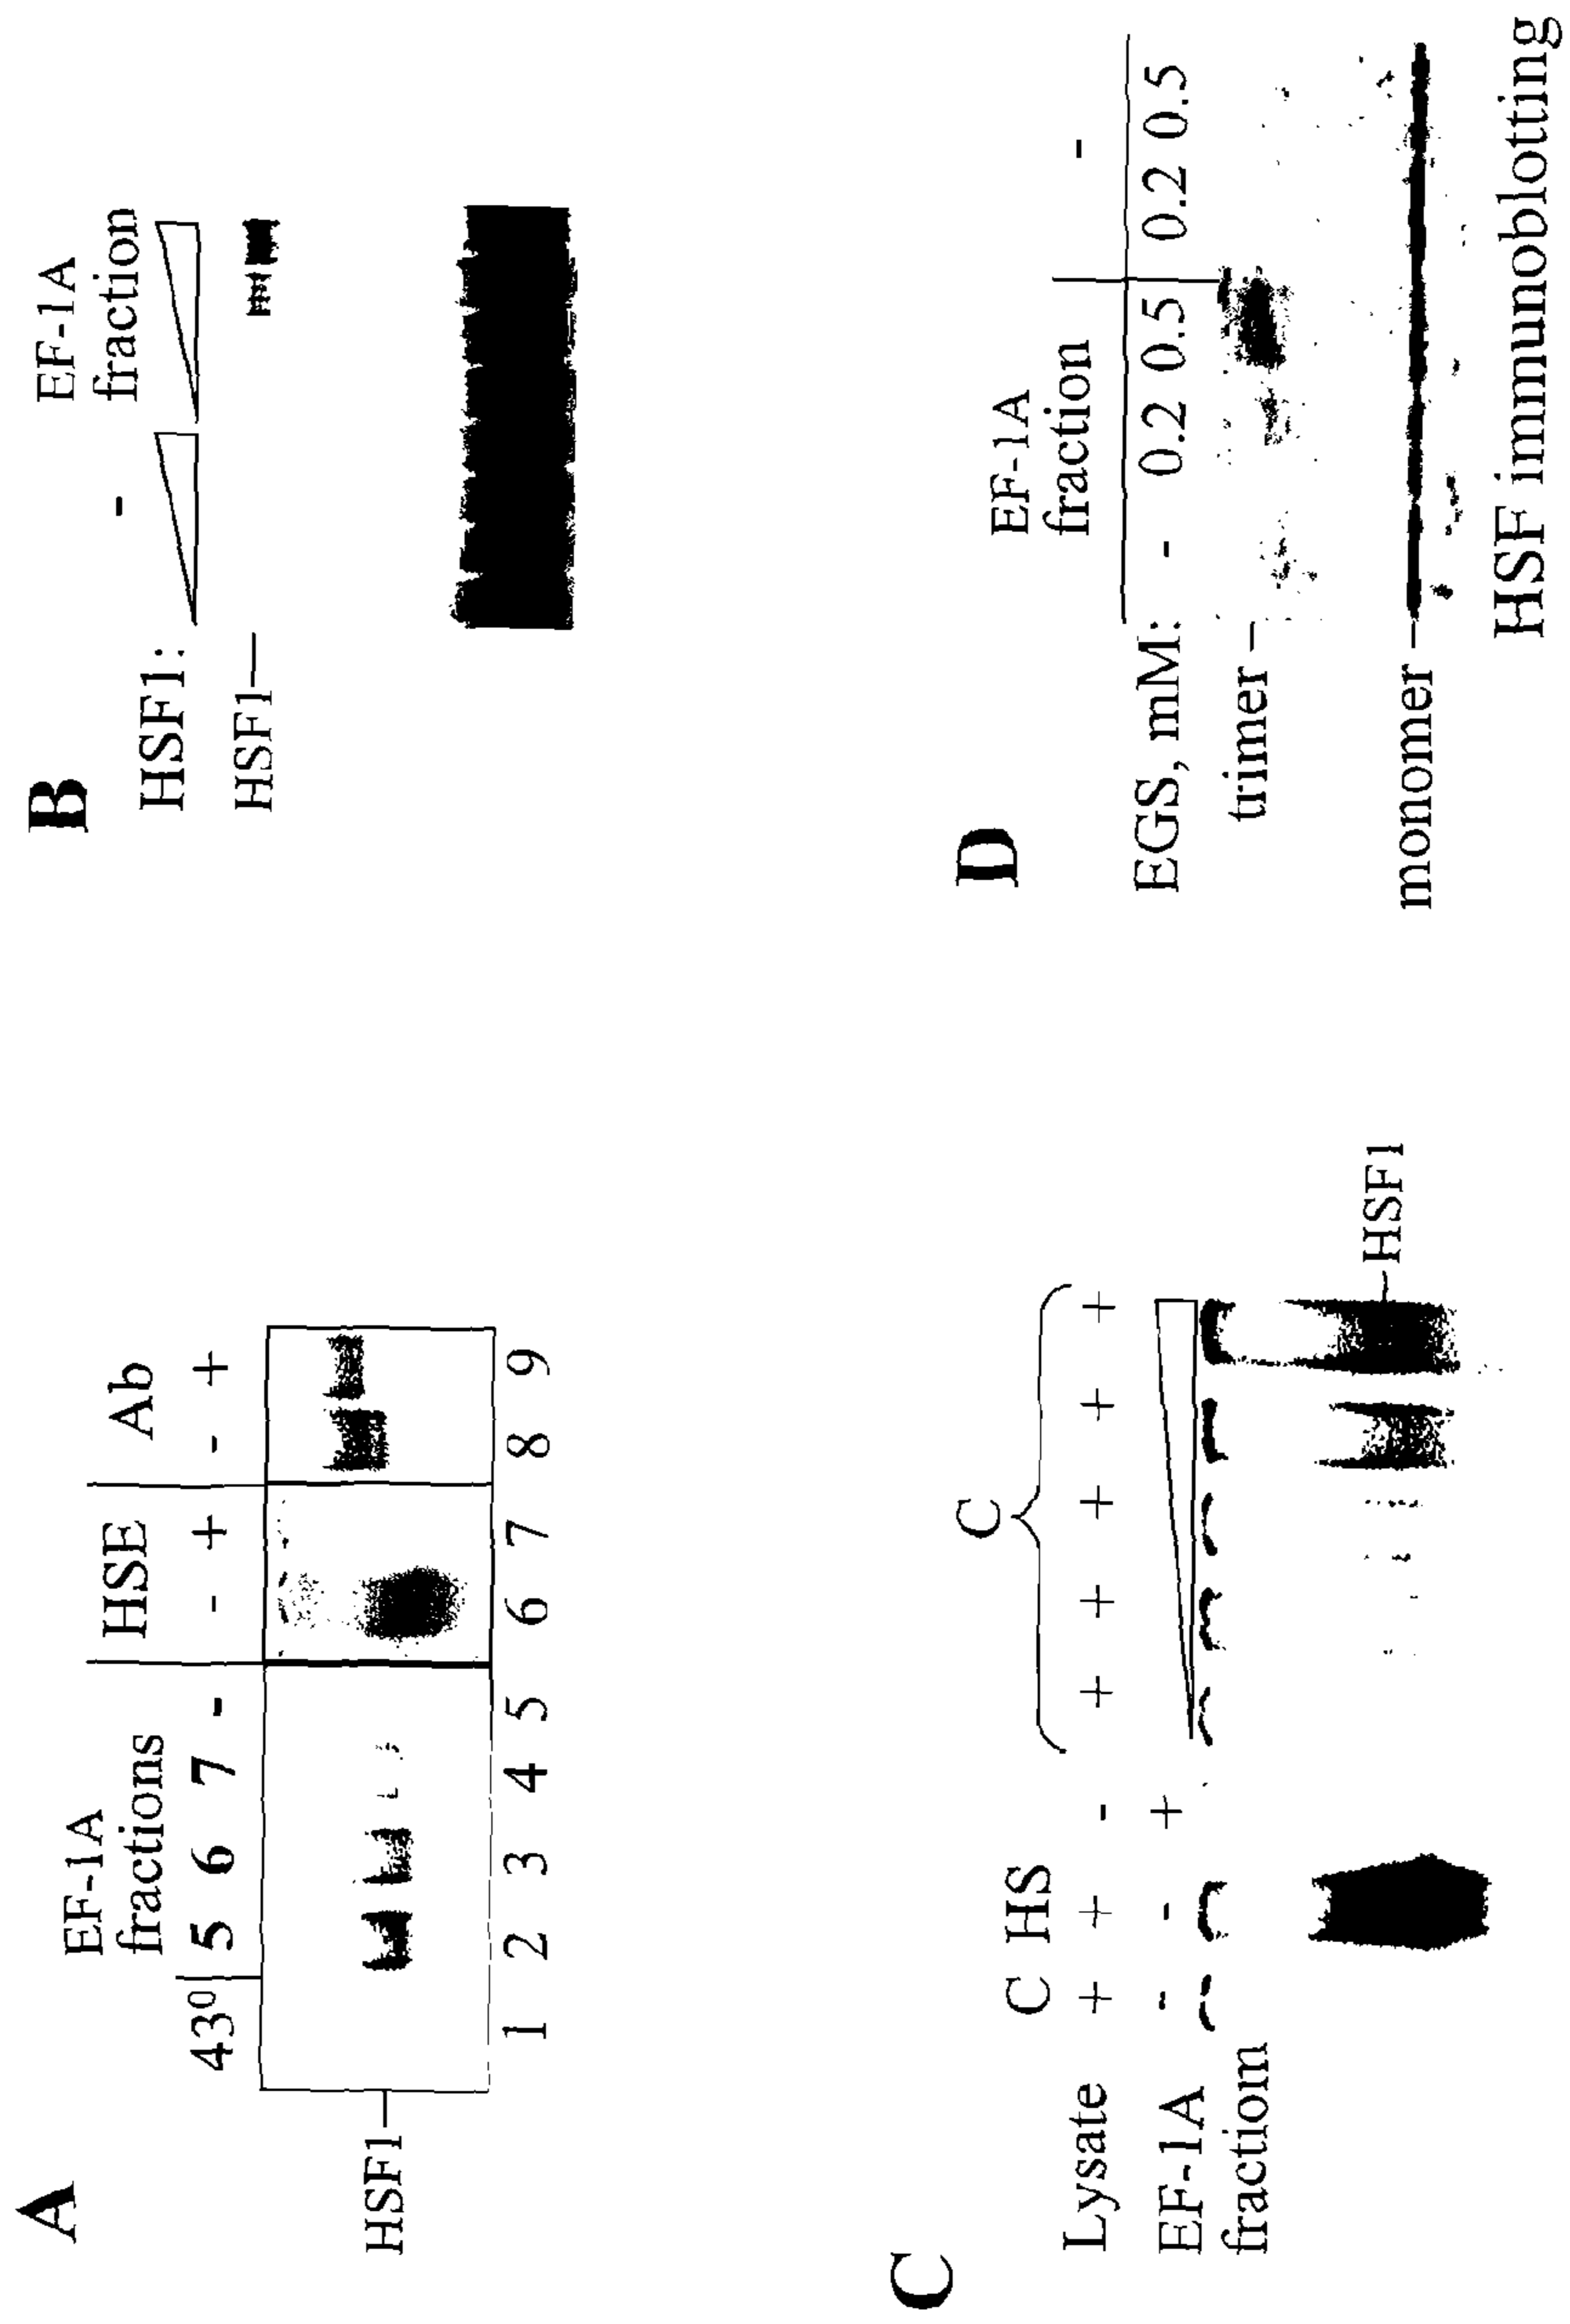 A
EF-1A
fractions
HSE
Ab
43⁰
5 6 7 -
- +
- +
HSF1
1 2 3 4 5 6 7 8 9
B
EF-1A
fraction
-
HSF1:
HSF1
C
C HS
C
Lysate + + - + + + + +
EF-1A - - +
fractiom
HSF1
D
EF-1A
fraction
-
EGS, mM: - 0.2 0.5 0.2 0.5
trimer
monomer
HSF immunoblotting